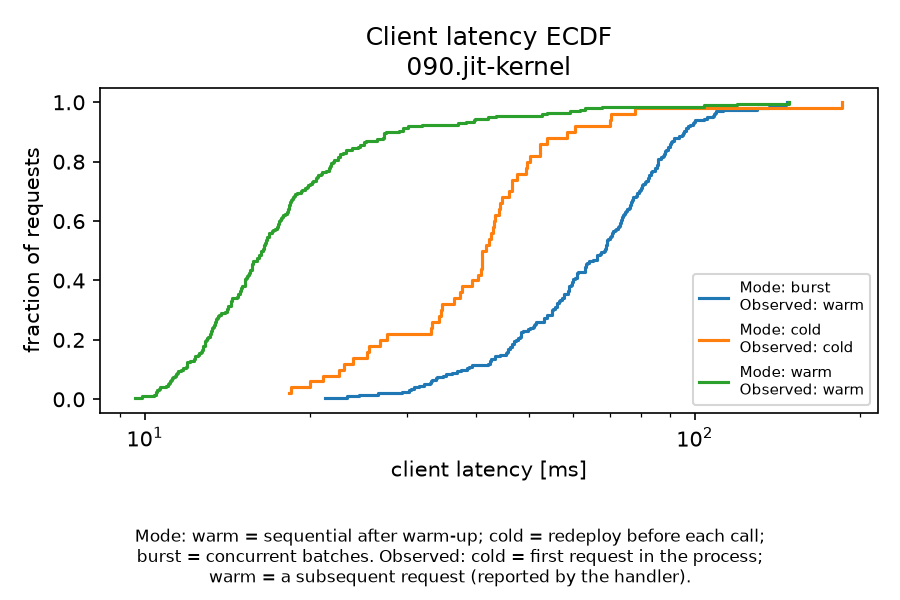 Client latency ECDF
090.jit-kernel
1.0
0.8
0.6
0.4
0.2
0.0
fraction of requests
Mode: burst
Observed: warm
Mode: cold
Observed: cold
Mode: warm
Observed: warm
10¹
10²
client latency [ms]
Mode: warm = sequential after warm-up; cold = redeploy before each call;
burst = concurrent batches. Observed: cold = first request in the process;
warm = a subsequent request (reported by the handler).